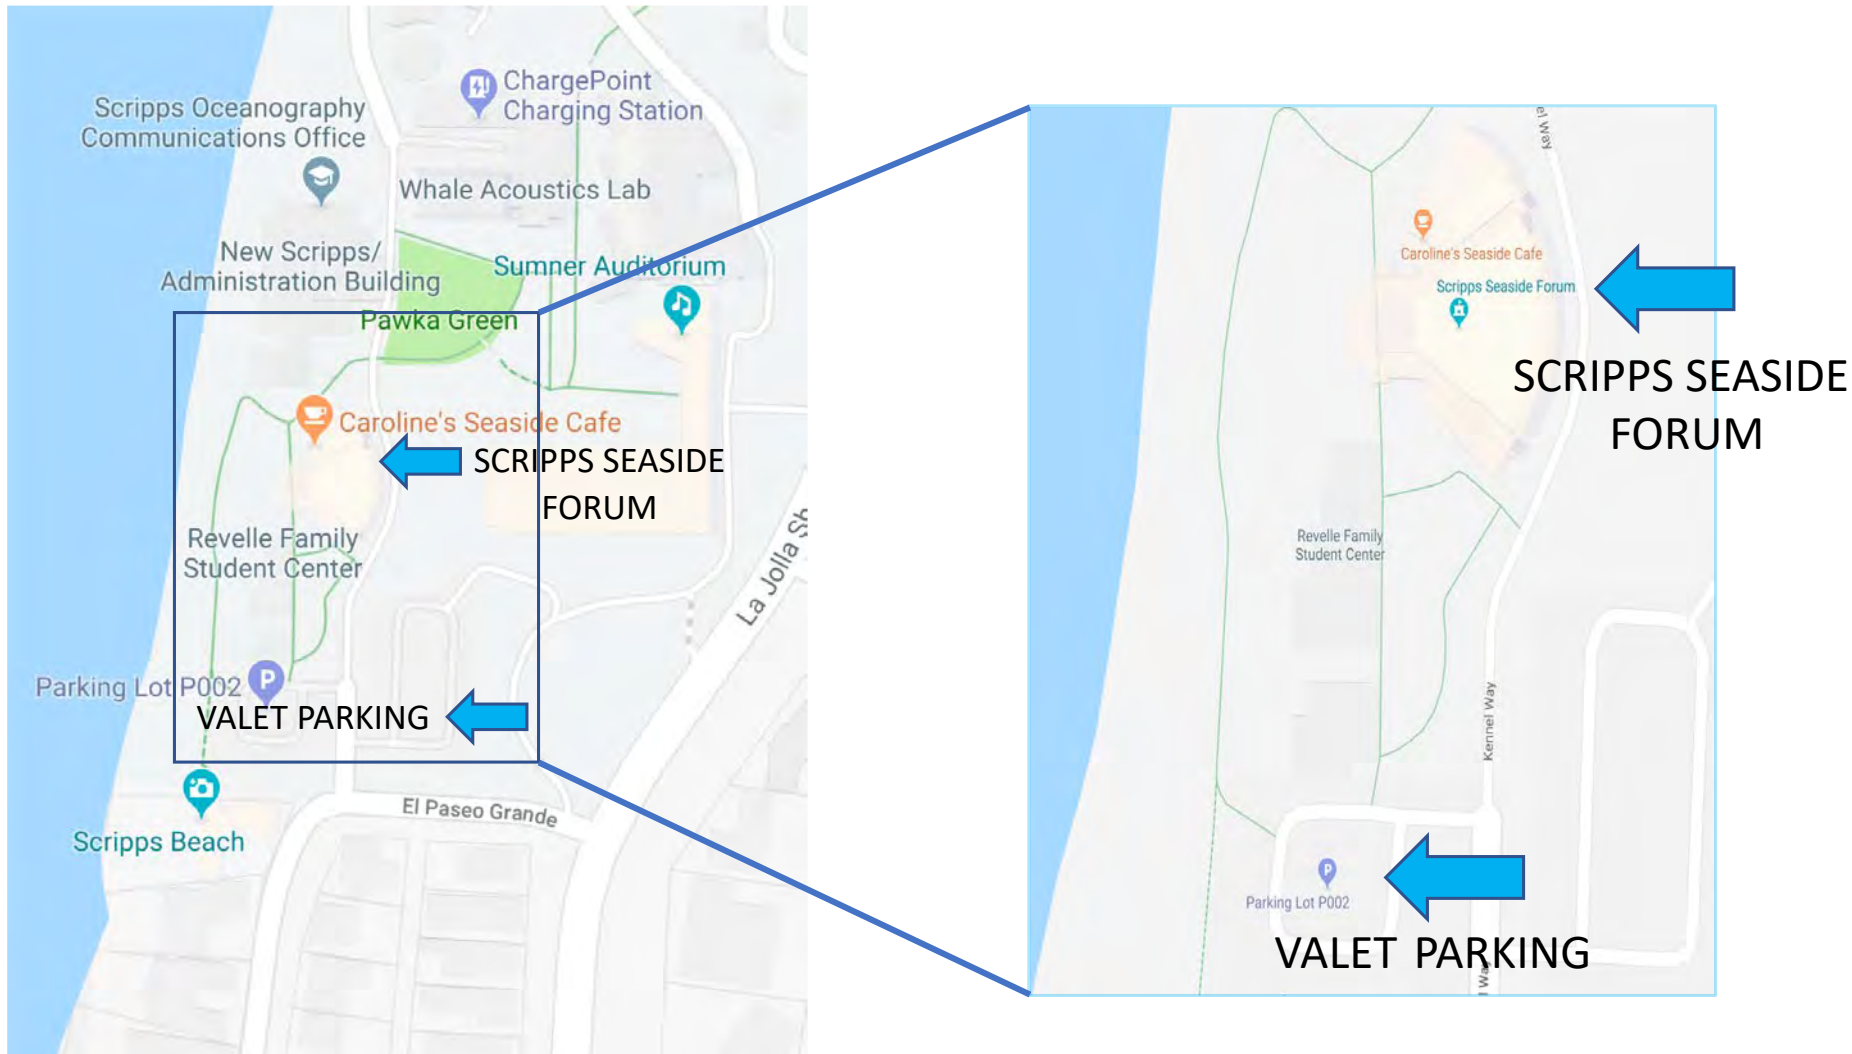 ChargePoint
Charging Station
Scripps Oceanography
Communications Office
Whale Acoustics Lab
New Scripps/
Administration Building
Sumner Auditorium
Pawka Green
Caroline's Seaside Cafe
SCRIPPS SEASIDE
FORUM
Revelle Family
Student Center
La Jolla Sh
Parking Lot P002
P
VALET PARKING
El Paseo Grande
Scripps Beach
el Way
Caroline's Seaside Cafe
Scripps Seaside Forum
SCRIPPS SEASIDE
FORUM
Revelle Family
Student Center
Kennel Way
P
Parking Lot P002
VALET PARKING
l Way